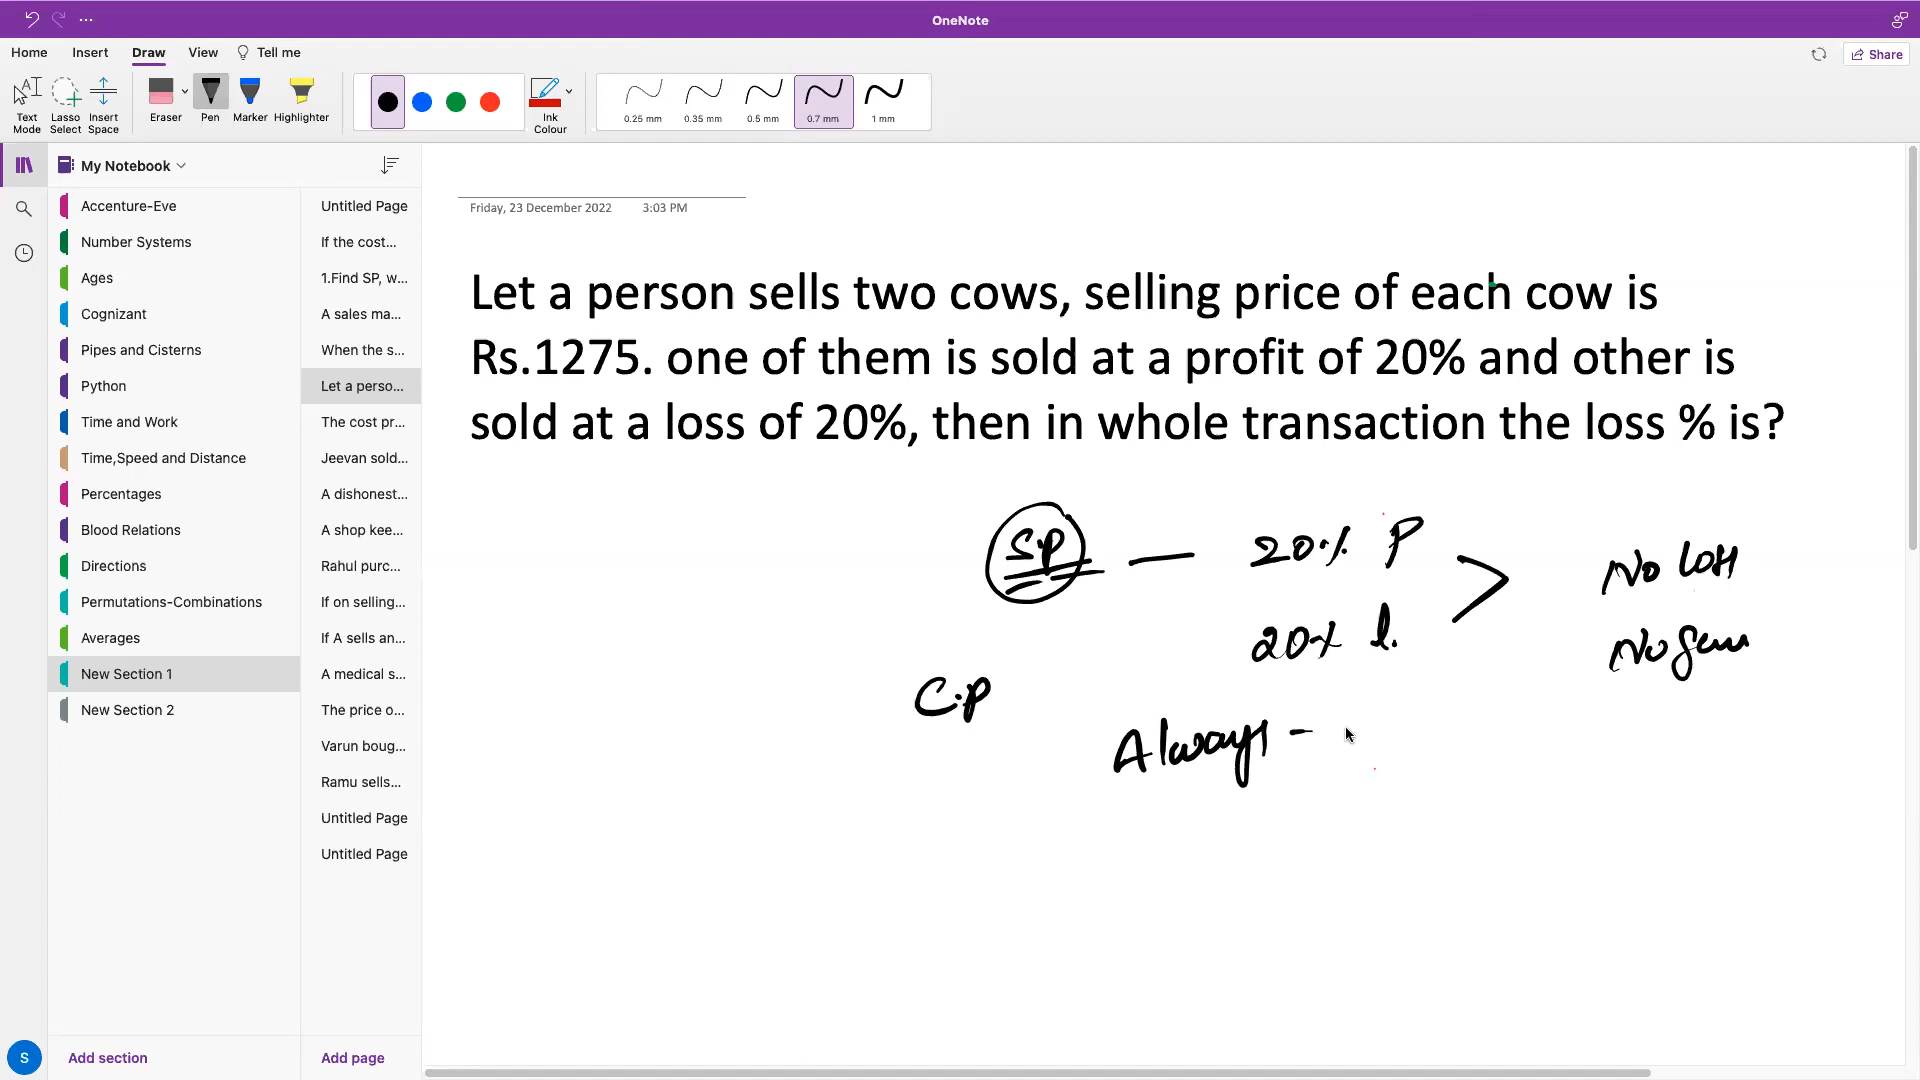 OneNote
Home Insert Draw View Tell me
Share
Text Mode
Lasso Select
Insert Space
Eraser
Pen
Marker
Highlighter
Ink Colour
0.25 mm
0.35 mm
0.5 mm
0.7 mm
1 mm
My Notebook
Accenture-Eve
Number Systems
Ages
Cognizant
Pipes and Cisterns
Python
Time and Work
Time,Speed and Distance
Percentages
Blood Relations
Directions
Permutations-Combinations
Averages
New Section 1
New Section 2
Add section
Untitled Page
If the cost...
1.Find SP, w...
A sales ma...
When the s...
Let a perso...
The cost pr...
Jeevan sold...
A dishonest...
A shop kee...
Rahul purc...
If on selling...
If A sells an...
A medical s...
The price o...
Varun boug...
Ramu sells...
Untitled Page
Untitled Page
Add page
S
Friday, 23 December 2022 3:03 PM
Let a person sells two cows, selling price of each cow is
Rs.1275. one of them is sold at a profit of 20% and other is
sold at a loss of 20%, then in whole transaction the loss % is?
S.P — 20% P
20% l.
> No loss
No
C.P
Always -